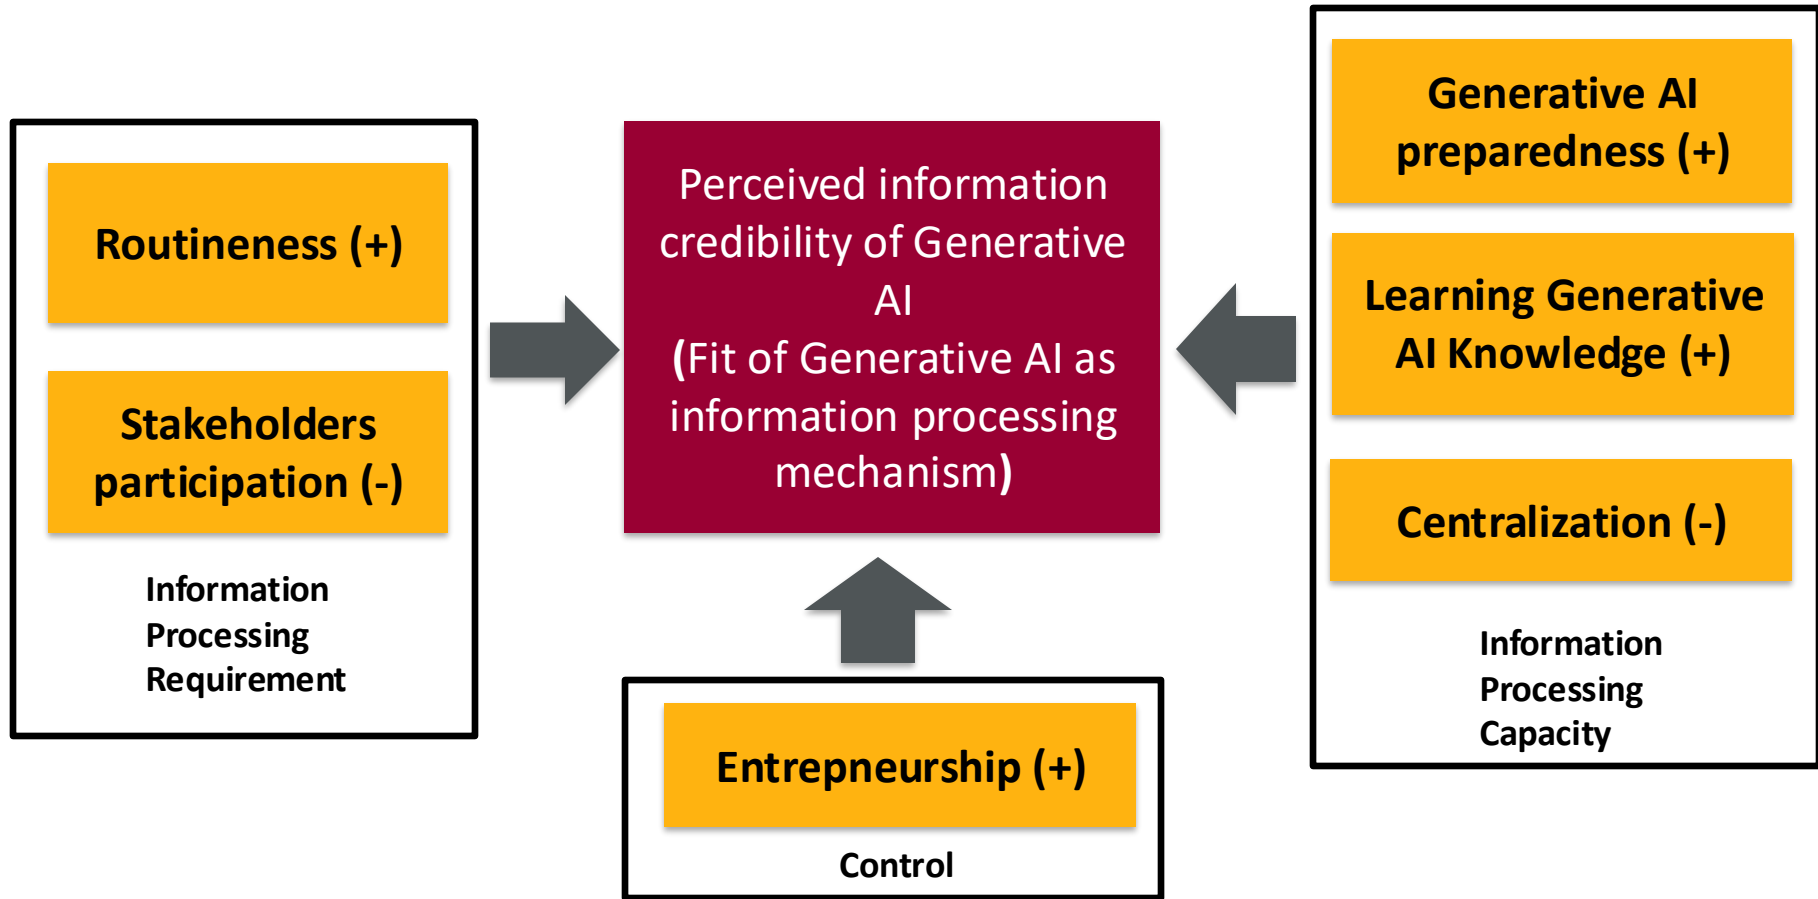 Routineness (+)
Stakeholders
participation (-)
Information
Processing
Requirement
Perceived information
credibility of Generative
AI
(Fit of Generative AI as
information processing
mechanism)
Entrepneurship (+)
Control
Generative AI
preparedness (+)
Learning Generative
AI Knowledge (+)
Centralization (-)
Information
Processing
Capacity